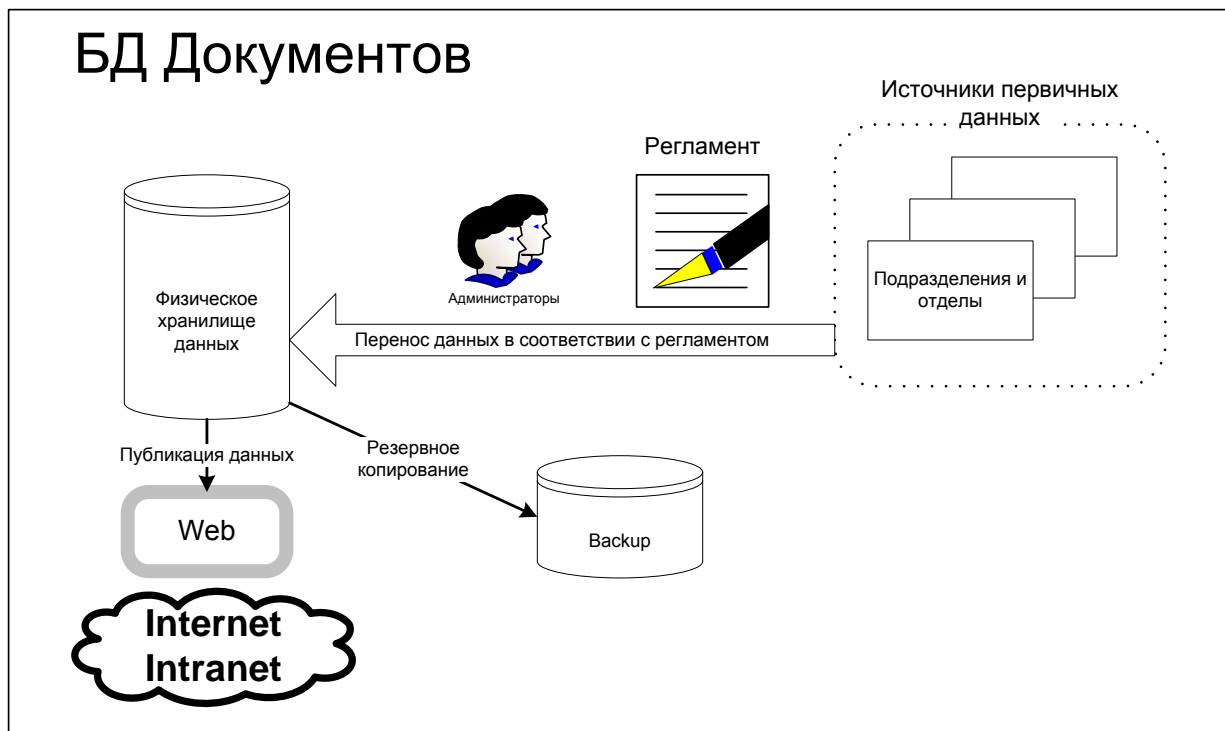 БД Документов
Источники первичных
данных
Регламент
Подразделения и
отделы
Администраторы
Физическое
хранилище
данных
Перенос данных в соответствии с регламентом
Публикация данных
Резервное
копирование
Web
Backup
Internet
Intranet